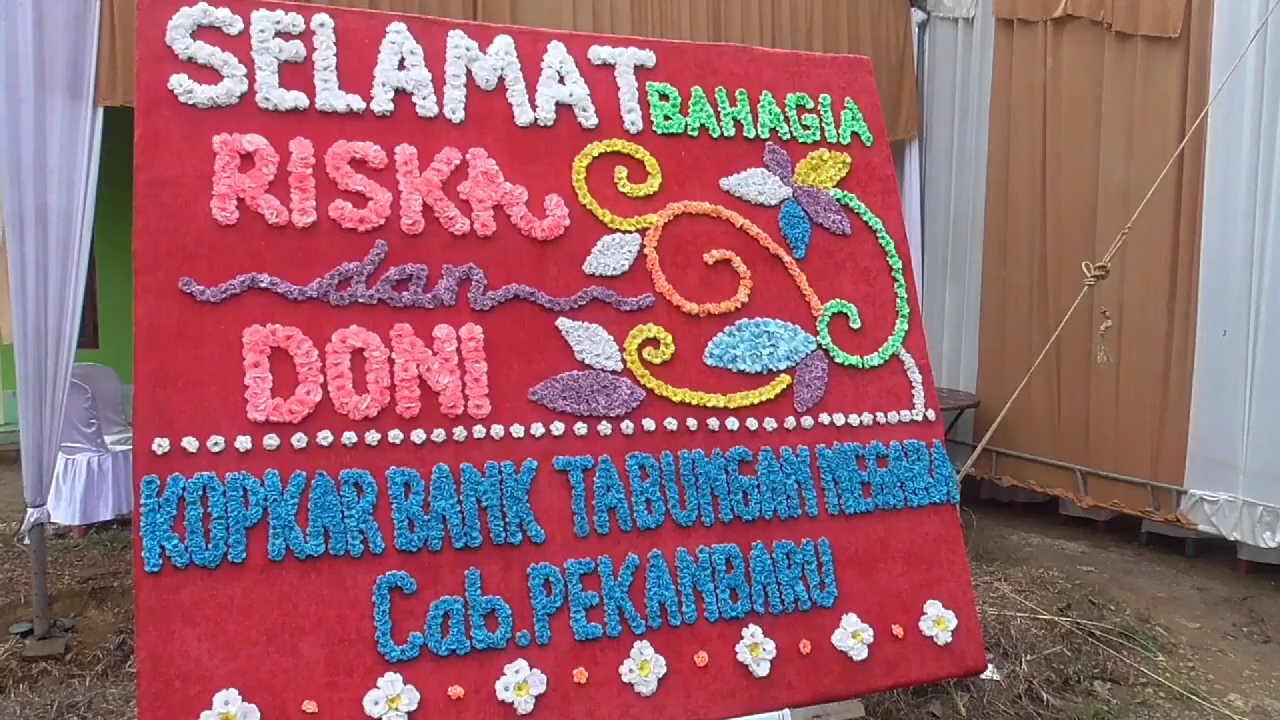 SELAMAT BAHAGIA
RISKA
dan
DONI
KOPKAR BANK TABUNGAN NEGARA
Cab. PEKANBARU